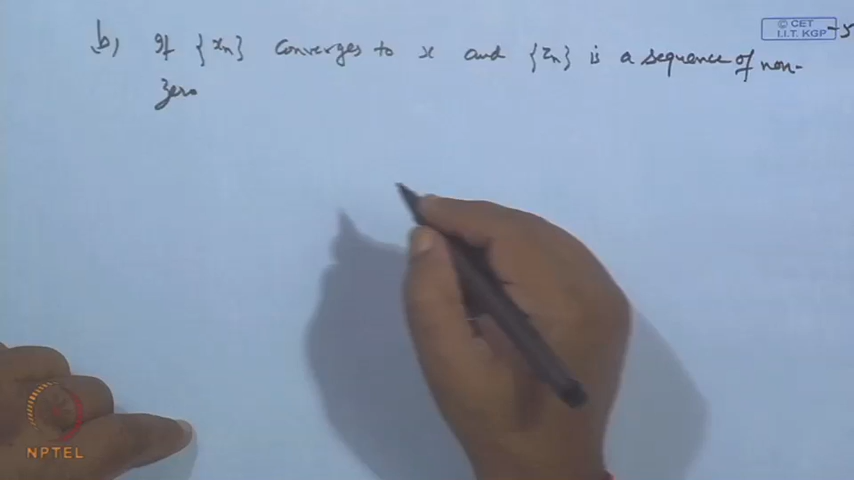 b) If {xn} converges to x and {zn} is a sequence of non-
zero
© CET
I.I.T. KGP
NPTEL